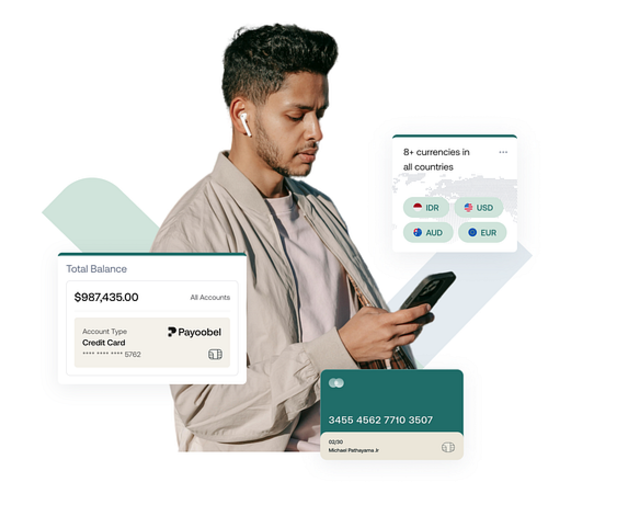 8+ currencies in
all countries
IDR
USD
AUD
EUR
Total Balance
$987,435.00
All Accounts
Account Type
Payoobel
Credit Card
**** **** **** 5762
3455 4562 7710 3507
02/30
Michael Pathayama Jr